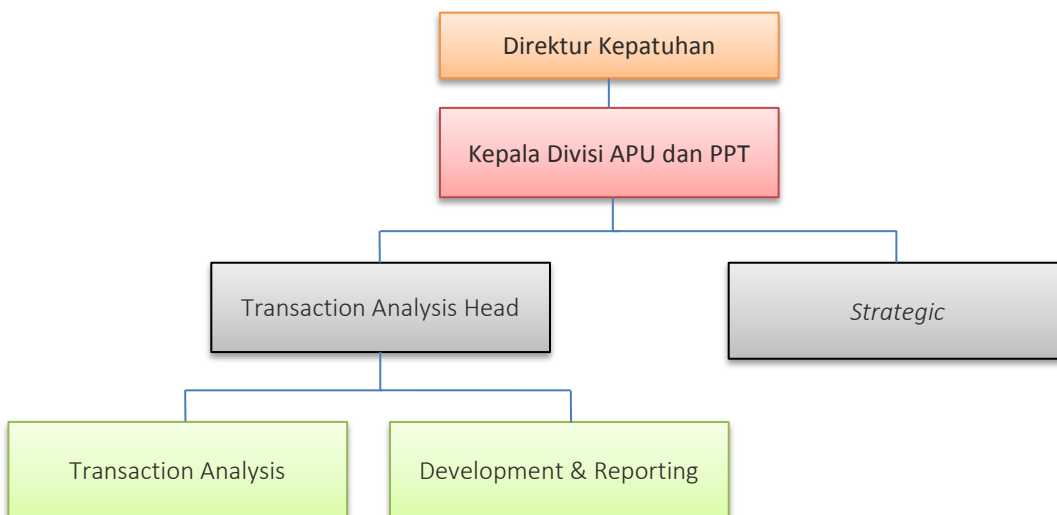 Direktur Kepatuhan
Kepala Divisi APU dan PPT
Transaction Analysis Head
Strategic
Transaction Analysis
Development & Reporting